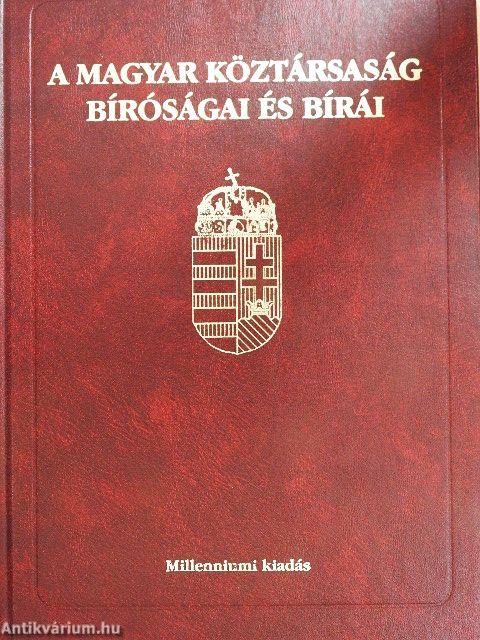 A MAGYAR KÖZTÁRSASÁG
BÍRÓSÁGAI ÉS BÍRÁI
Millenniumi kiadás
Antikvárium.hu